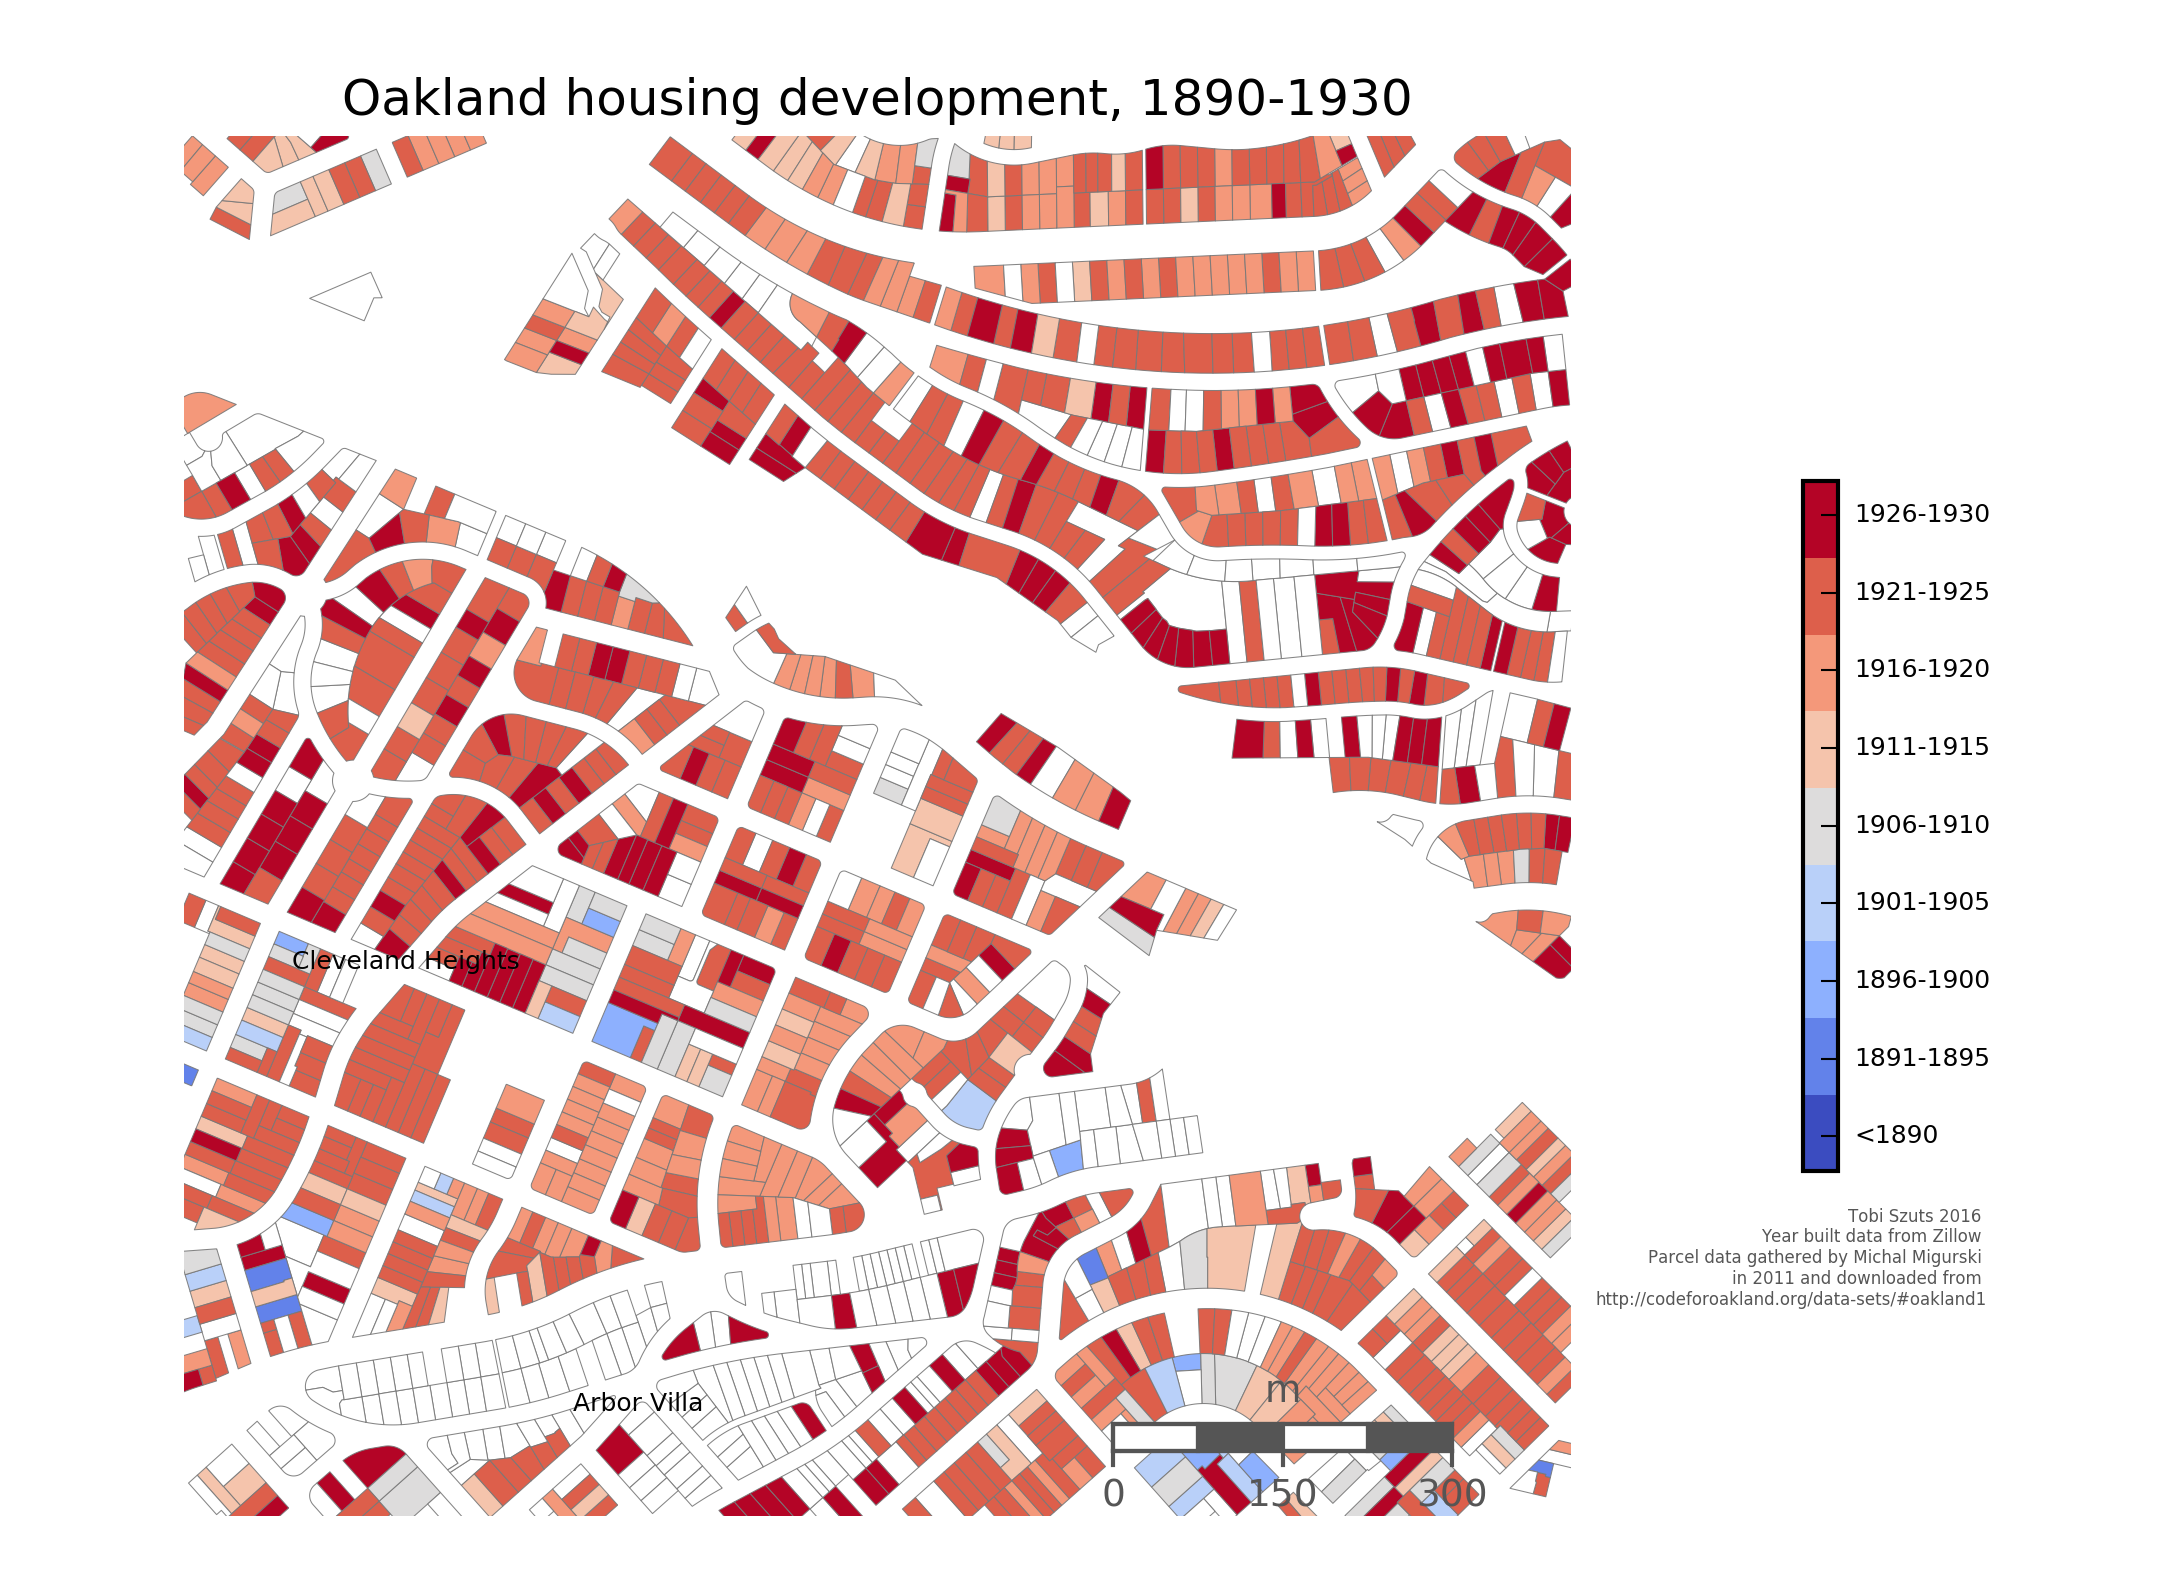 Oakland housing development, 1890-1930
1926-1930
1921-1925
1916-1920
1911-1915
1906-1910
1901-1905
1896-1900
1891-1895
<1890
Cleveland Heights
Arbor Villa
m
0 150 300
Tobi Szuts 2016
Year built data from Zillow
Parcel data gathered by Michal Migurski
in 2011 and downloaded from
http://codeforoakland.org/data-sets/#oakland1